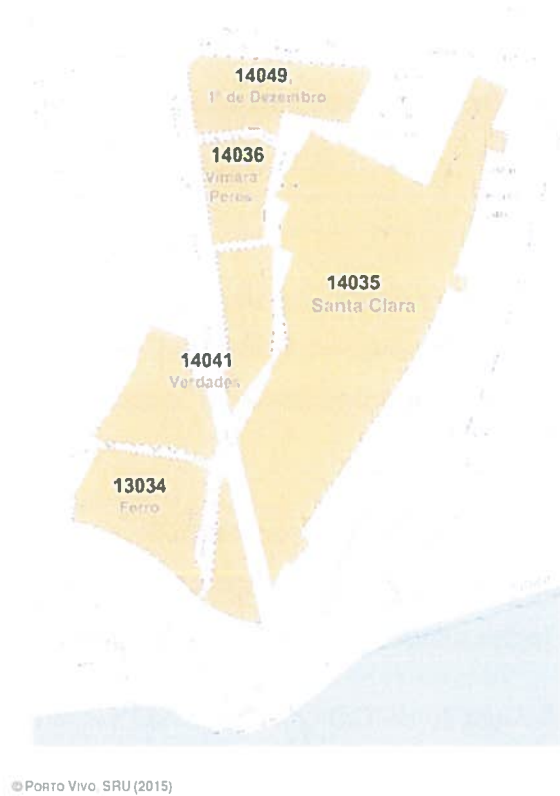 14049
1º de Dezembro
14036
Vímara
Peres
14035
Santa Clara
14041
Verdades
13034
Ferro
© PORTO VIVO, SRU (2015)